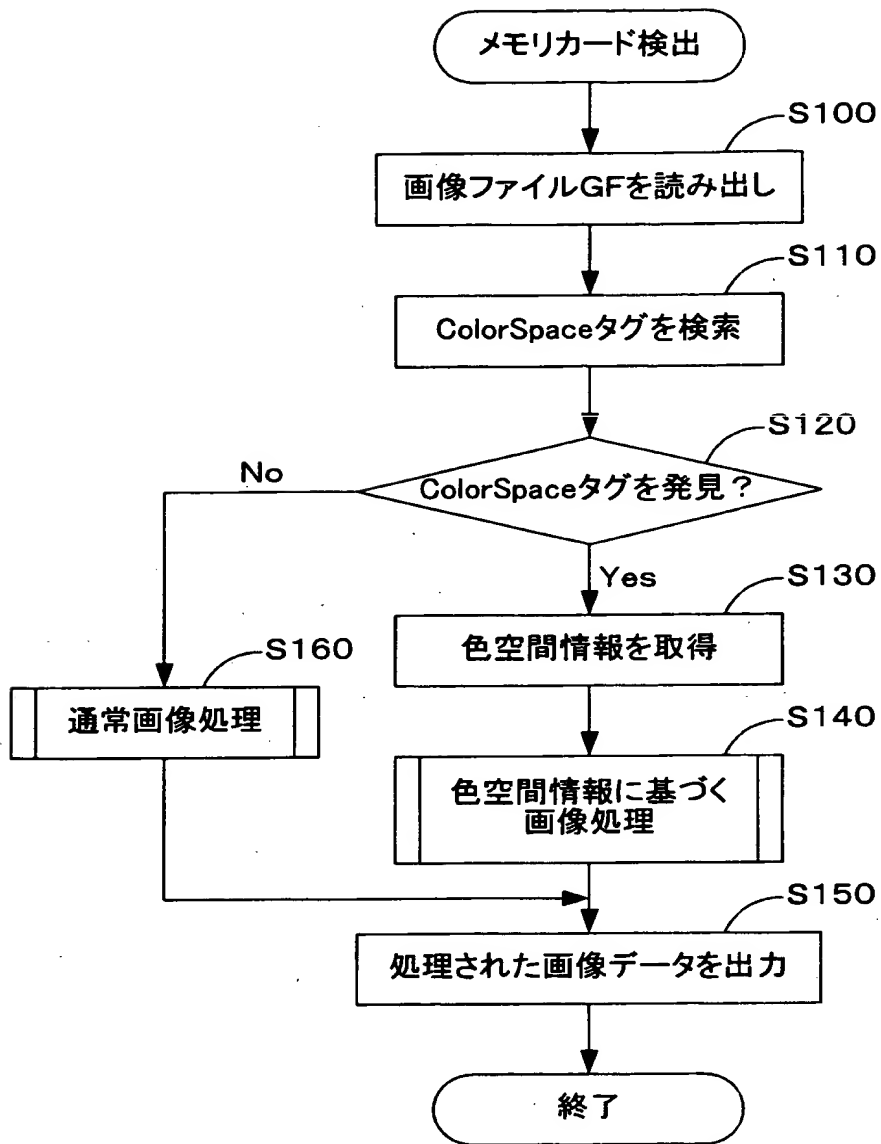 メモリカード検出
S100
画像ファイルGFを読み出し
S110
ColorSpaceタグを検索
S120
ColorSpaceタグを発見？
No
Yes
S130
色空間情報を取得
S160
通常画像処理
S140
色空間情報に基づく
画像処理
S150
処理された画像データを出力
終了